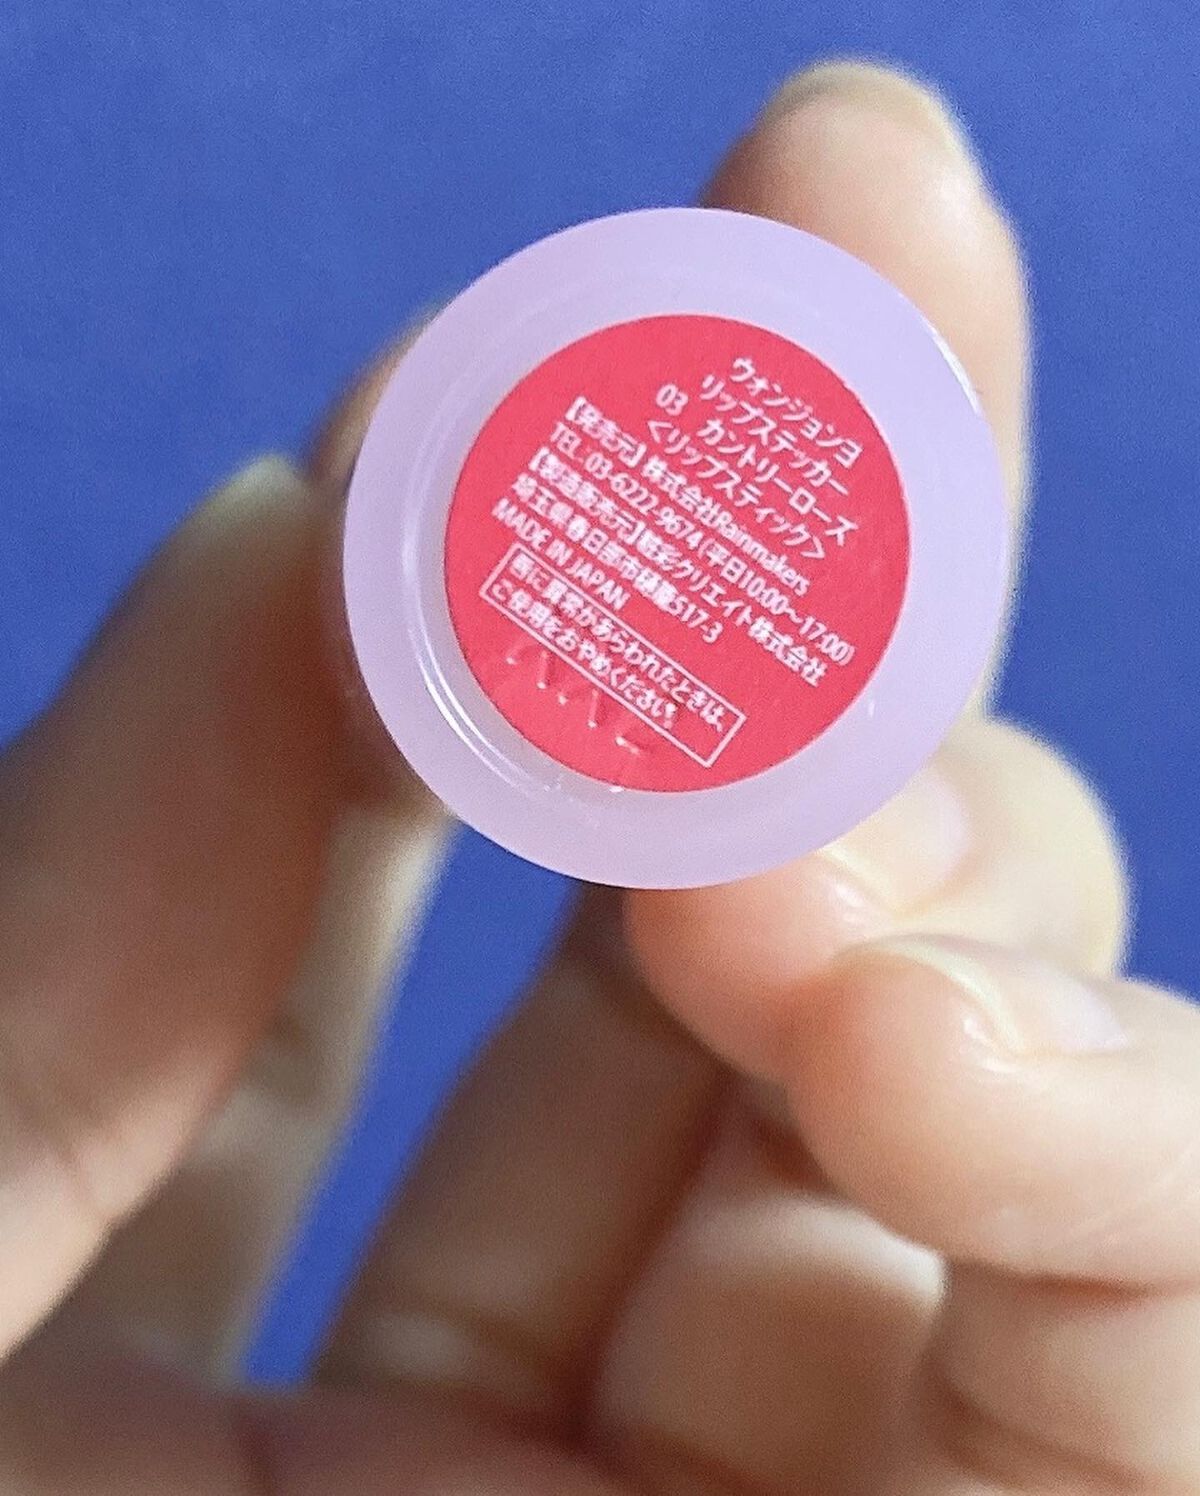 ウォンジョンヨ
リップステッカー
03 カントリーローズ
<リップスティック>
【発売元】株式会社Rainmakers
TEL.03-6222-9674(平日10:00〜17:00)
【製造販売元】粧彩クリエイト株式会社
埼玉県春日部市樋籠517-3
MADE IN JAPAN
唇に異常があらわれたときは、
ご使用をおやめください。